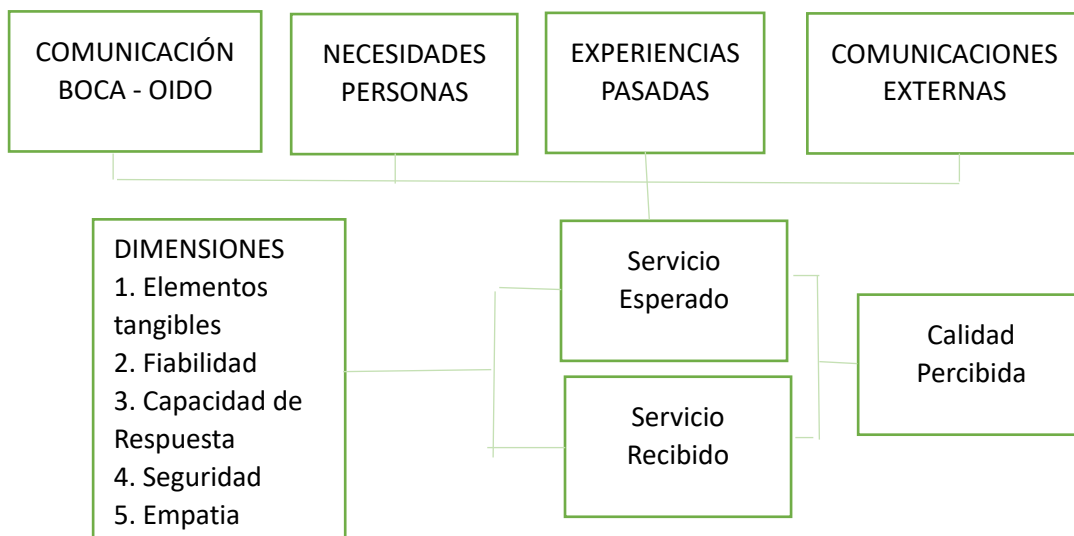 COMUNICACIÓN
BOCA - OIDO
NECESIDADES
PERSONAS
EXPERIENCIAS
PASADAS
COMUNICACIONES
EXTERNAS
DIMENSIONES
1. Elementos
tangibles
2. Fiabilidad
3. Capacidad de
Respuesta
4. Seguridad
5. Empatia
Servicio
Esperado
Servicio
Recibido
Calidad
Percibida